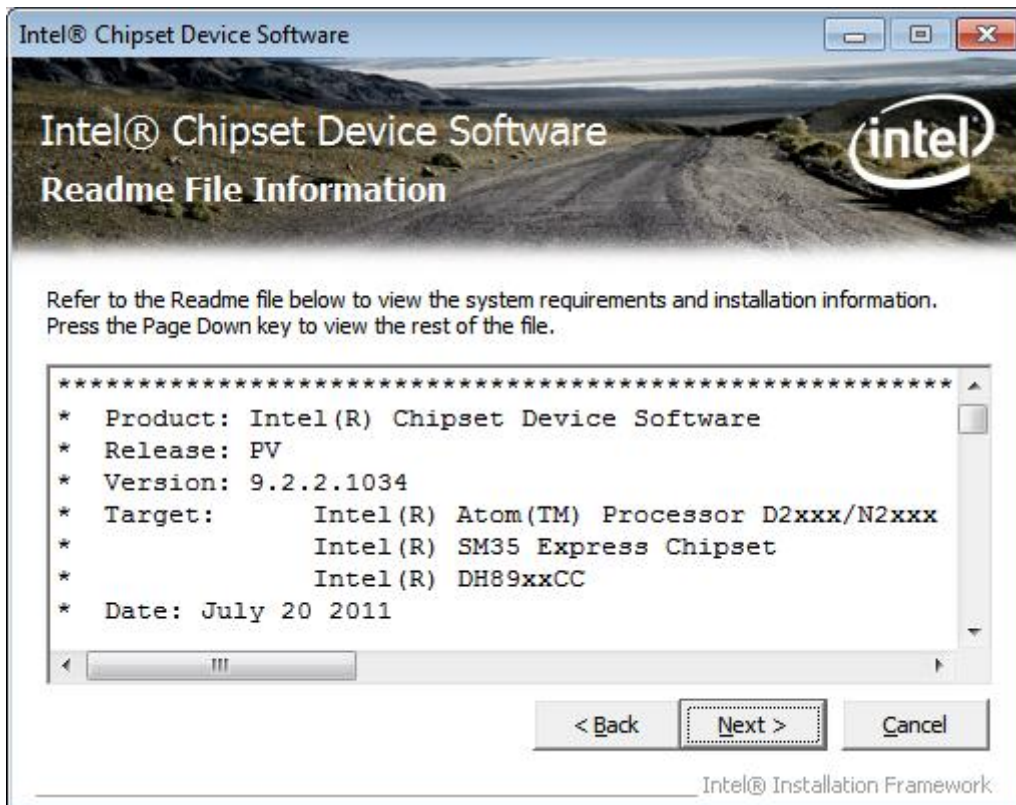 Intel® Chipset Device Software
Intel® Chipset Device Software
intel
Readme File Information
Refer to the Readme file below to view the system requirements and installation information.
Press the Page Down key to view the rest of the file.
*********************************************************
* Product: Intel(R) Chipset Device Software
* Release: PV
* Version: 9.2.2.1034
* Target: Intel(R) Atom(TM) Processor D2xxx/N2xxx
* Intel(R) SM35 Express Chipset
* Intel(R) DH89xxCC
* Date: July 20 2011
< Back Next > Cancel
Intel® Installation Framework